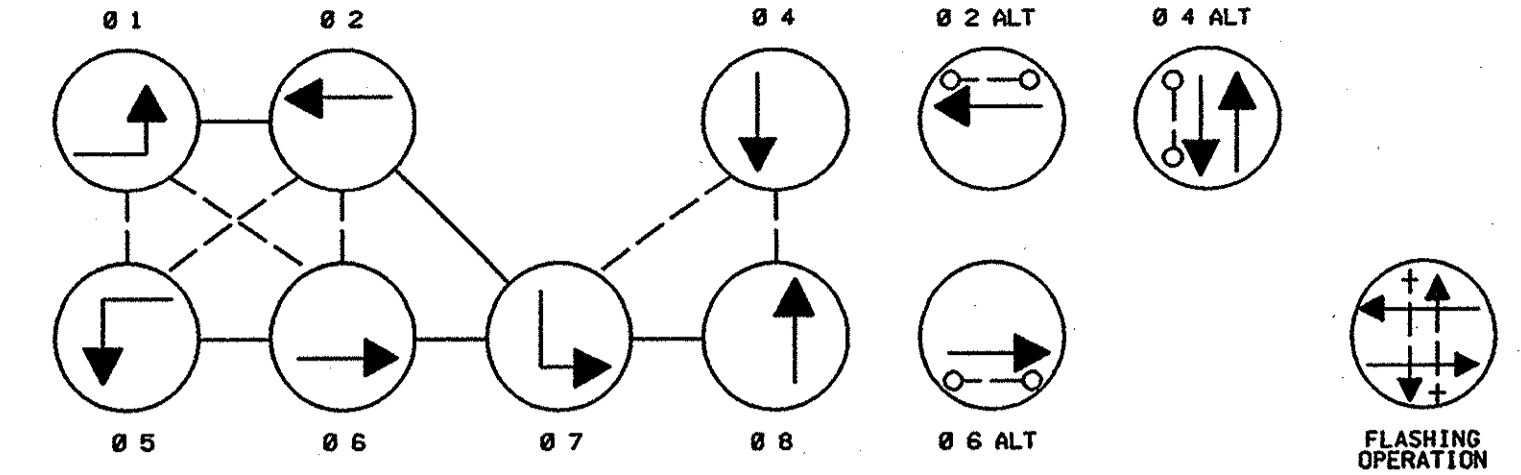 Ø 1
Ø 2
Ø 4
Ø 2 ALT
Ø 4 ALT
Ø 5
Ø 6
Ø 7
Ø 8
Ø 6 ALT
FLASHING
OPERATION